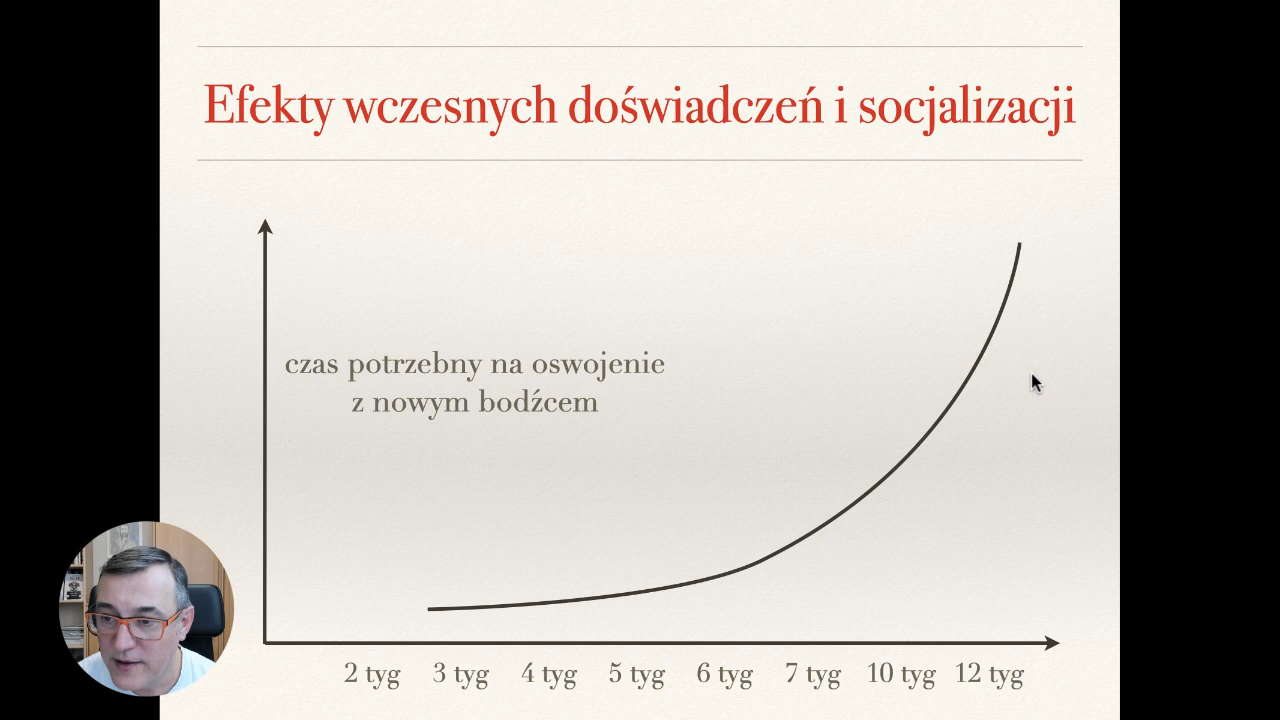 Efekty wczesnych doświadczeń i socjalizacji
czas potrzebny na oswojenie
z nowym bodźcem
2 tyg 3 tyg 4 tyg 5 tyg 6 tyg 7 tyg 10 tyg 12 tyg